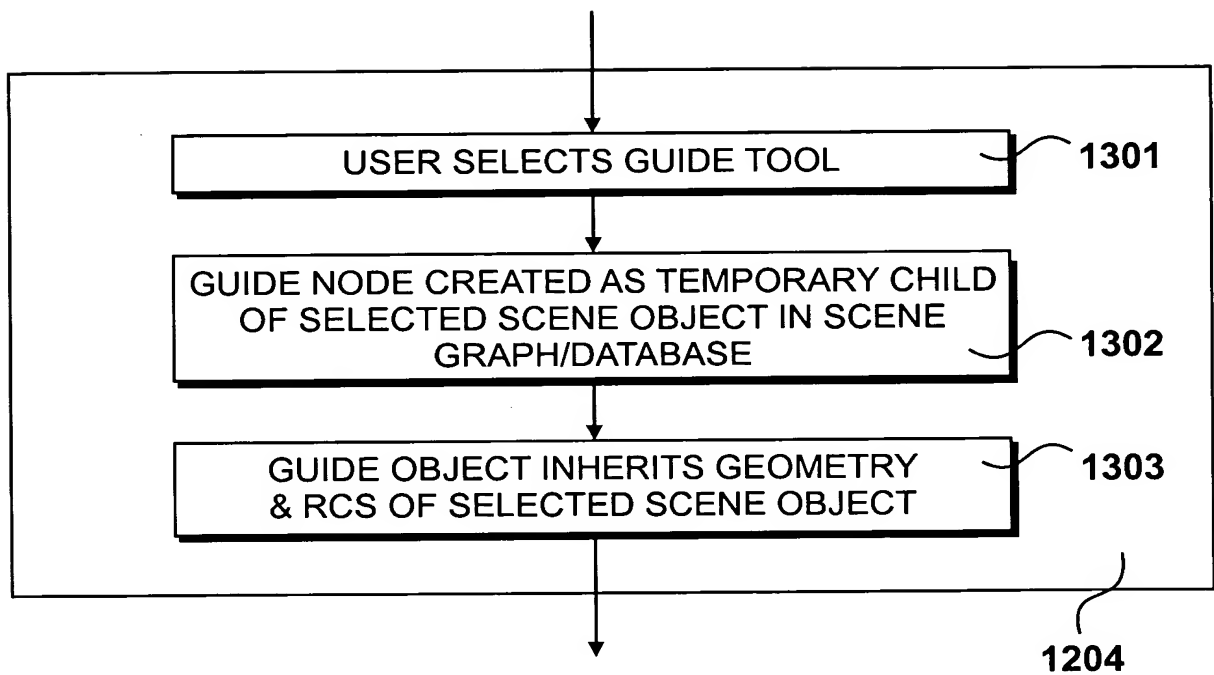 USER SELECTS GUIDE TOOL
1301
GUIDE NODE CREATED AS TEMPORARY CHILD
OF SELECTED SCENE OBJECT IN SCENE
GRAPH/DATABASE
1302
GUIDE OBJECT INHERITS GEOMETRY
& RCS OF SELECTED SCENE OBJECT
1303
1204